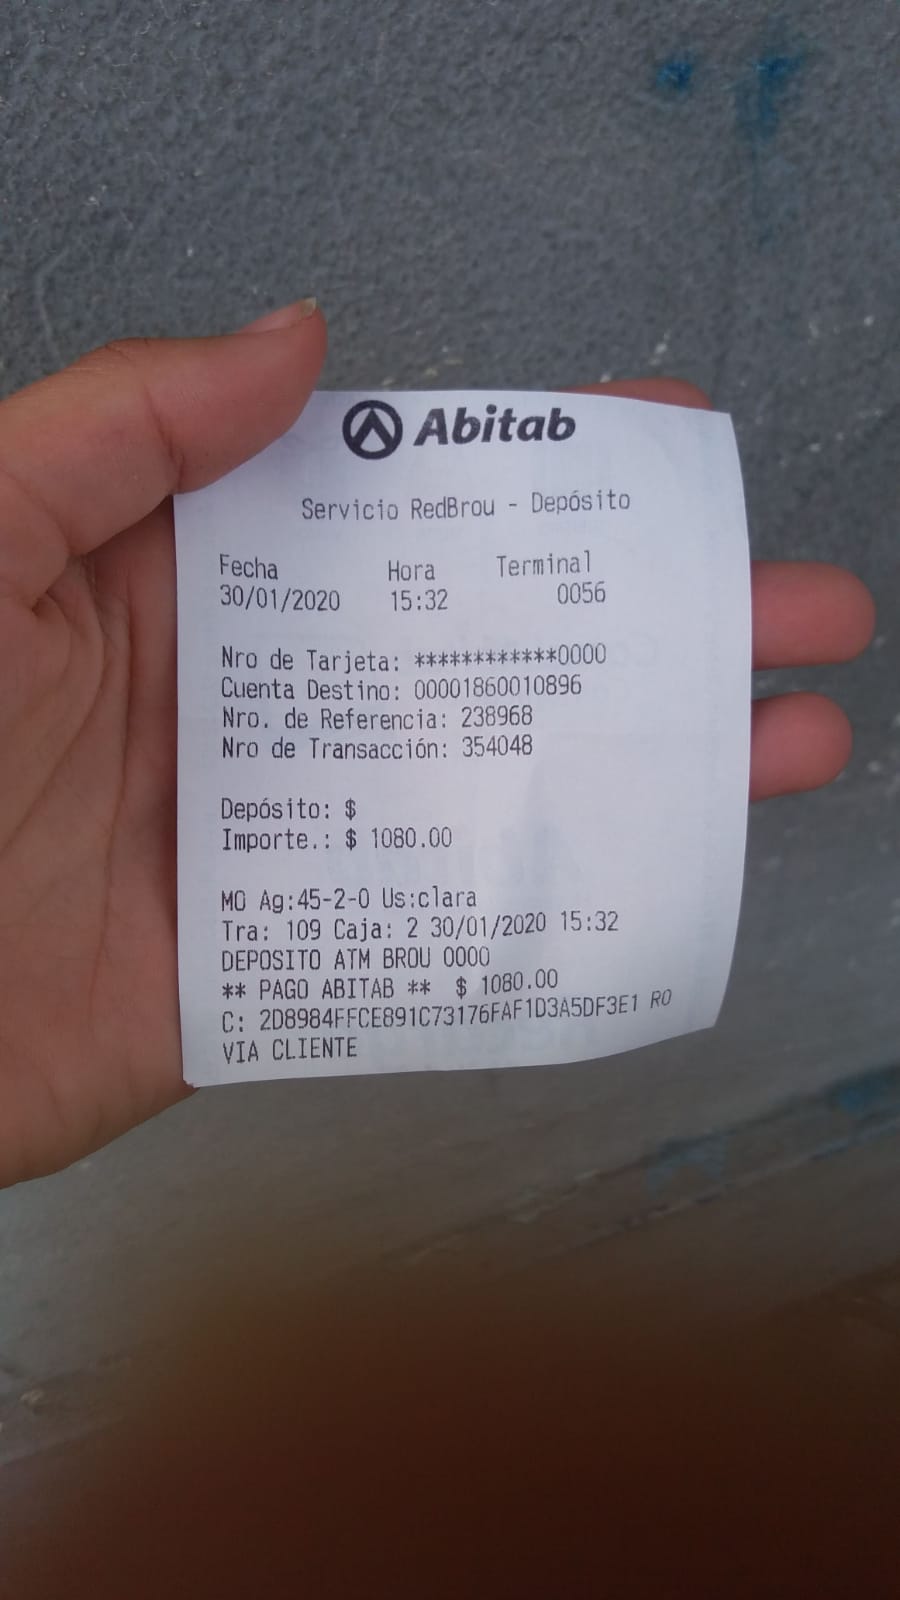 Abitab
Servicio RedBrou - Depósito
Fecha Hora Terminal
30/01/2020 15:32 0056
Nro de Tarjeta: ************0000
Cuenta Destino: 00001860010896
Nro. de Referencia: 238968
Nro de Transacción: 354048
Depósito: $
Importe.: $ 1080.00
MO Ag:45-2-0 Us:clara
Tra: 109 Caja: 2 30/01/2020 15:32
DEPOSITO ATM BROU 0000
** PAGO ABITAB ** $ 1080.00
C: 2D8984FFCE891C73176FAF1D3A5DF3E1 RO
VIA CLIENTE